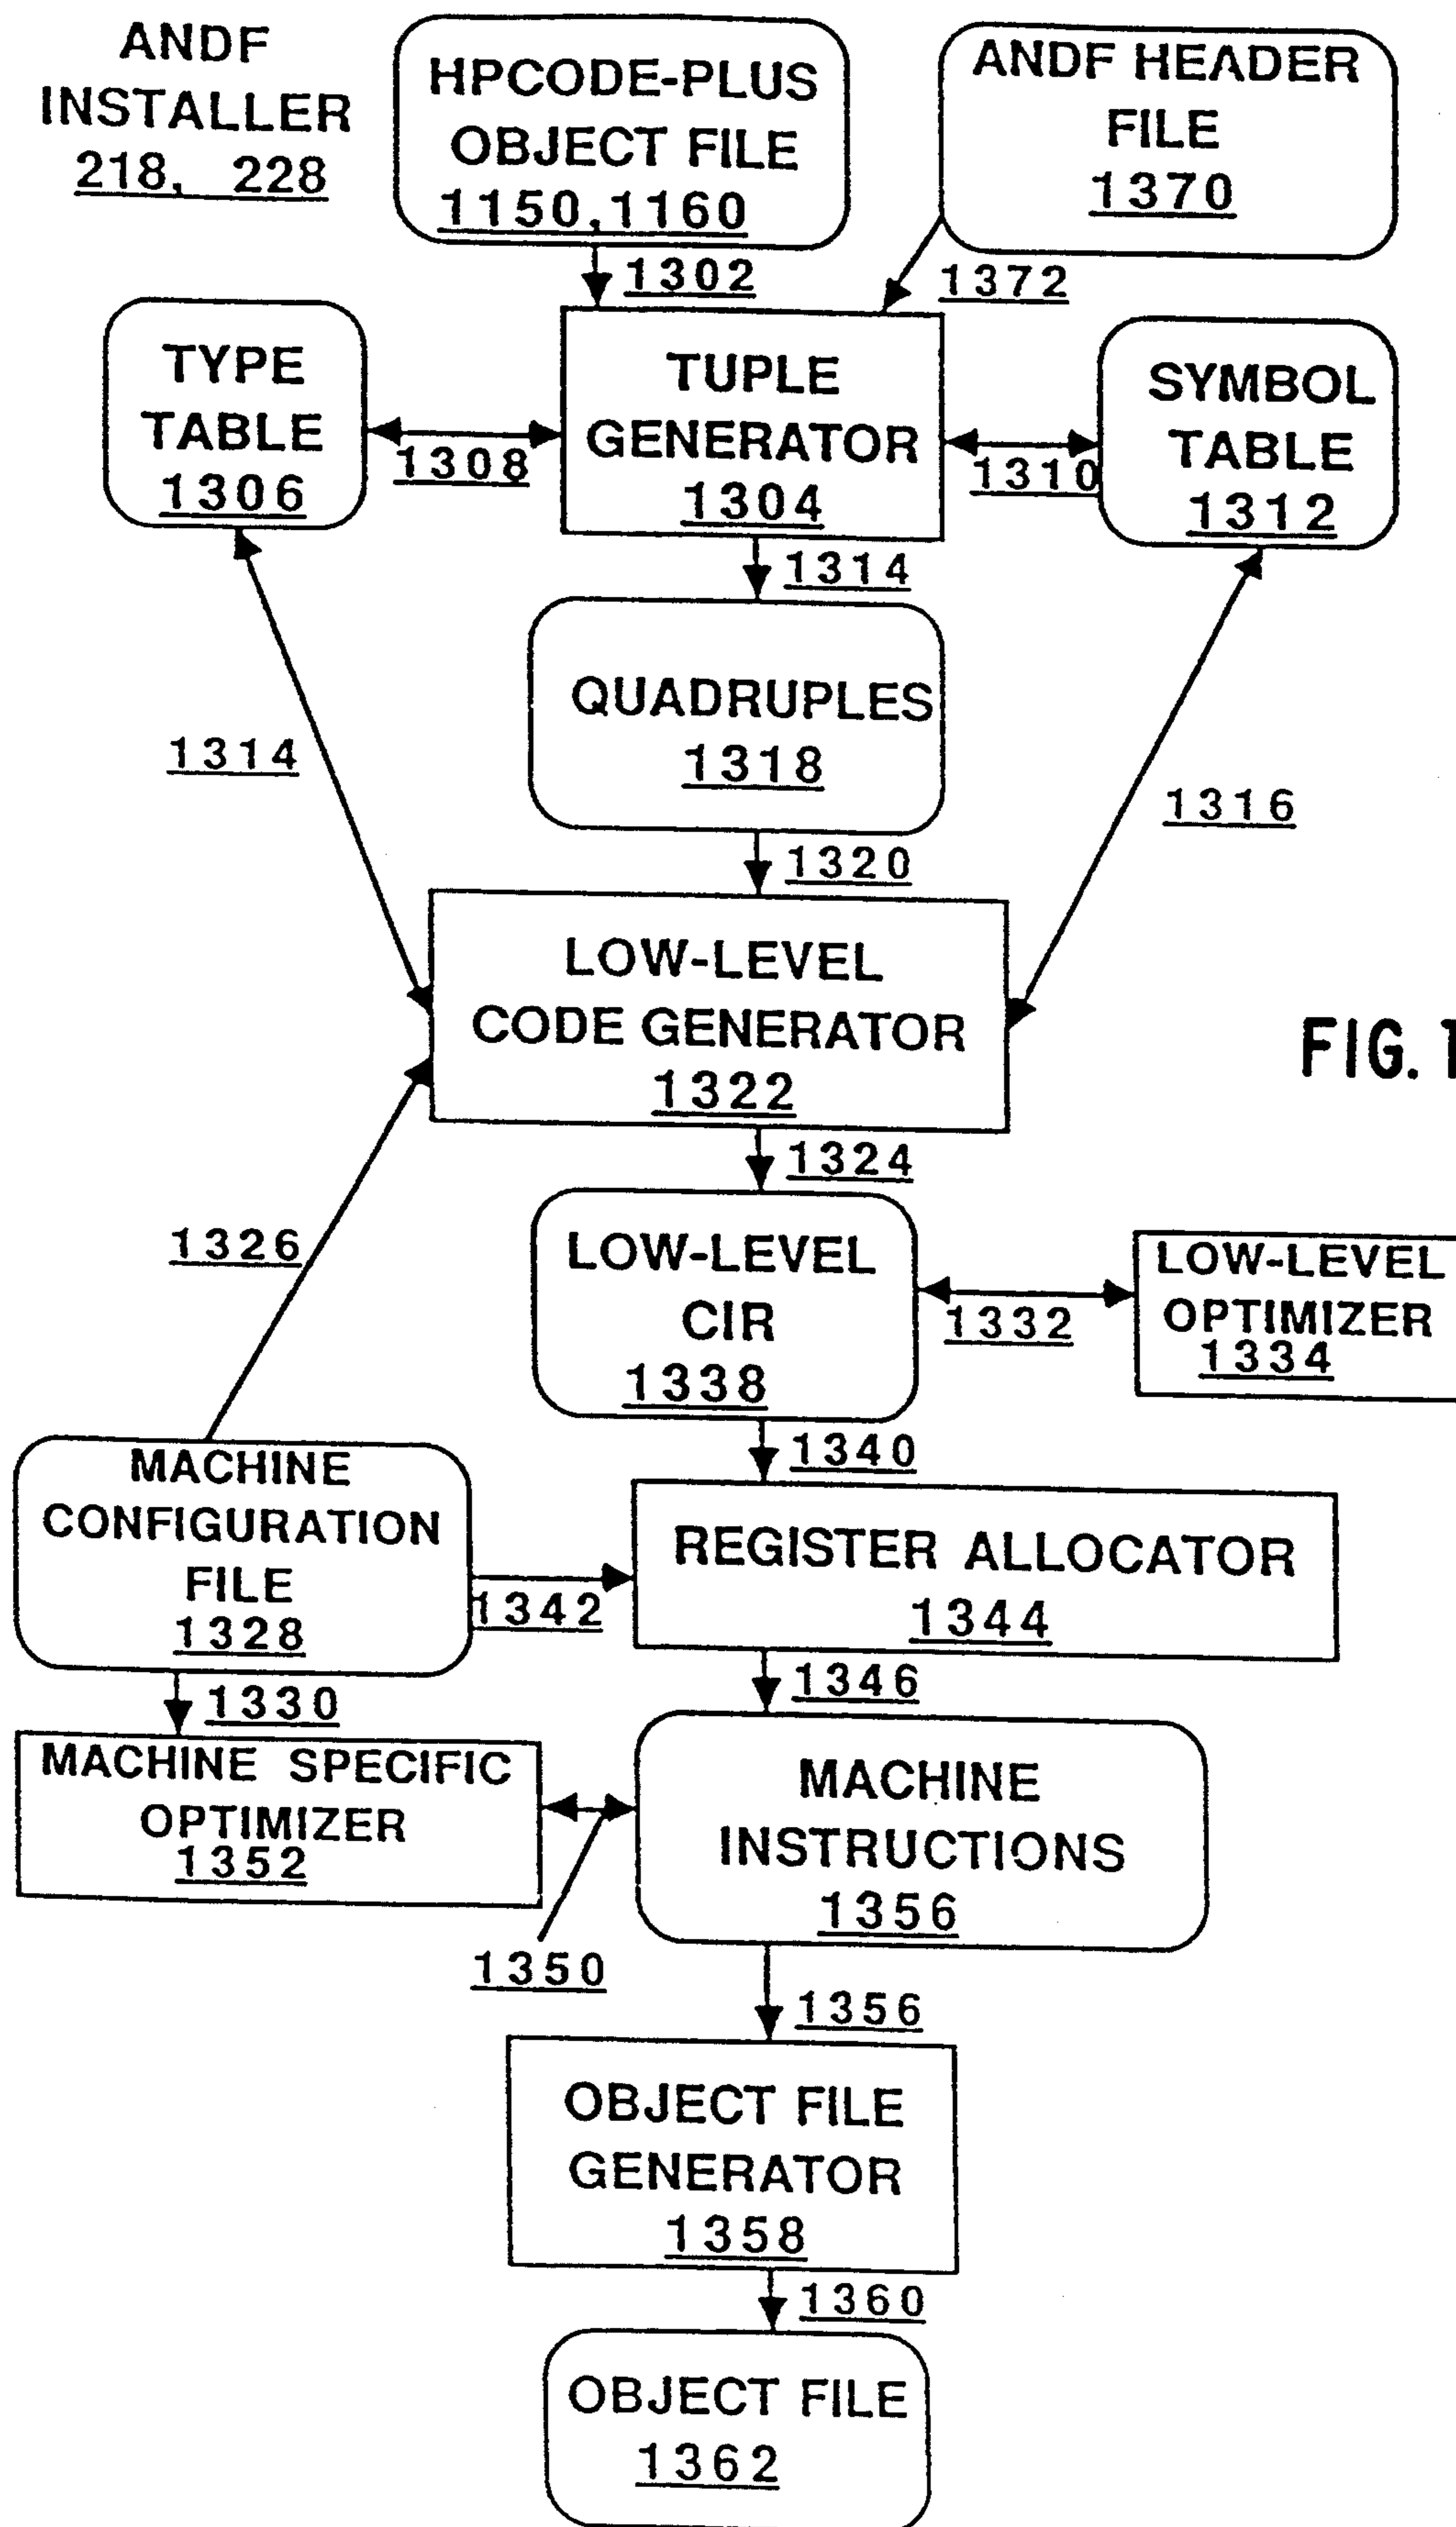 ANDF
INSTALLER
218, 228
HPCODE-PLUS
OBJECT FILE
1150,1160
ANDF HEADER
FILE
1370
1302
1372
TYPE
TABLE
1306
1308
TUPLE
GENERATOR
1304
1310
SYMBOL
TABLE
1312
1314
QUADRUPLES
1318
1314
1316
1320
LOW-LEVEL
CODE GENERATOR
1322
FIG. 1
1324
1326
LOW-LEVEL
CIR
1338
1332
LOW-LEVEL
OPTIMIZER
1334
1340
MACHINE
CONFIGURATION
FILE
1328
1342
REGISTER ALLOCATOR
1344
1330
1346
MACHINE SPECIFIC
OPTIMIZER
1352
MACHINE
INSTRUCTIONS
1356
1350
1356
OBJECT FILE
GENERATOR
1358
1360
OBJECT FILE
1362